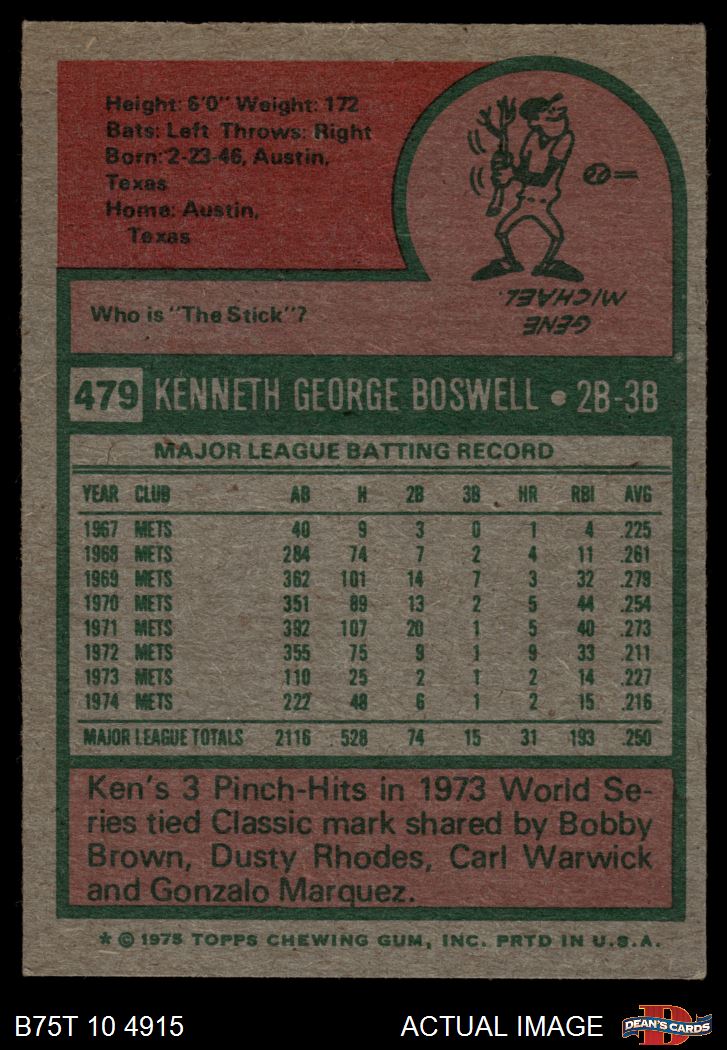 Height: 6'0" Weight: 172
Bats: Left Throws: Right
Born: 2-23-46, Austin,
Texas
Home: Austin,
Texas
Who is "The Stick"?
GENE
MICHAEL.
479 KENNETH GEORGE BOSWELL • 2B-3B
MAJOR LEAGUE BATTING RECORD
YEAR CLUB AB H 2B 3B HR RBI AVG
1967 METS 40 9 3 0 1 4 .225
1968 METS 284 74 7 2 4 11 .261
1969 METS 362 101 14 7 3 32 .279
1970 METS 351 89 13 2 5 44 .254
1971 METS 392 107 20 1 5 40 .273
1972 METS 355 75 9 1 9 33 .211
1973 METS 110 25 2 1 2 14 .227
1974 METS 222 48 6 1 2 15 .216
MAJOR LEAGUE TOTALS 2116 528 74 15 31 193 .250
Ken's 3 Pinch-Hits in 1973 World Se-
ries tied Classic mark shared by Bobby
Brown, Dusty Rhodes, Carl Warwick
and Gonzalo Marquez.
* © 1975 TOPPS CHEWING GUM, INC. PRTD IN U.S.A.
B75T 10 4915 ACTUAL IMAGE
D
DEAN'S CARDS